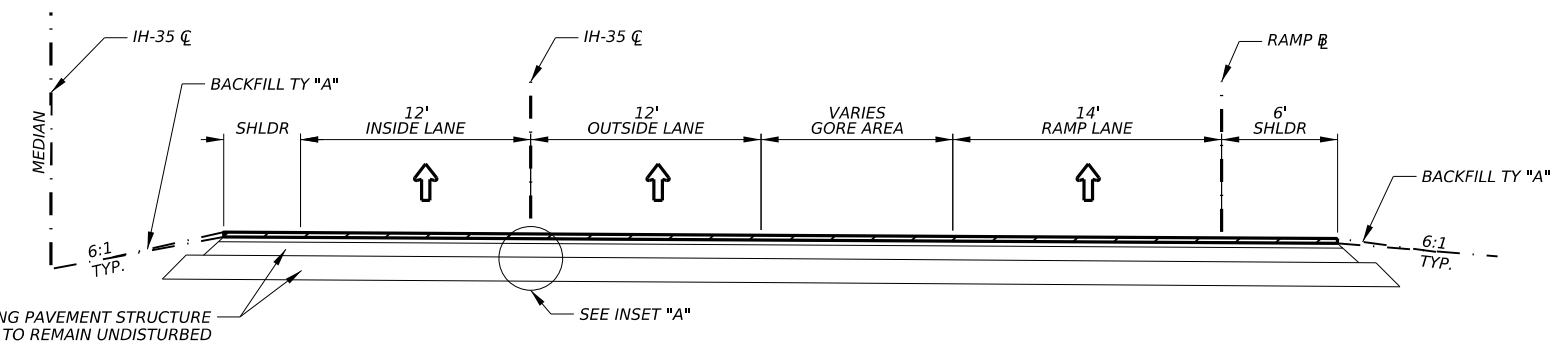 IH-35 ℄
IH-35 ℄
RAMP B℄
BACKFILL TY "A"
MEDIAN
SHLDR
12'
INSIDE LANE
12'
OUTSIDE LANE
VARIES
GORE AREA
14'
RAMP LANE
6'
SHLDR
BACKFILL TY "A"
6:1
TYP.
6:1
TYP.
PAVEMENT STRUCTURE
TO REMAIN UNDISTURBED
SEE INSET "A"